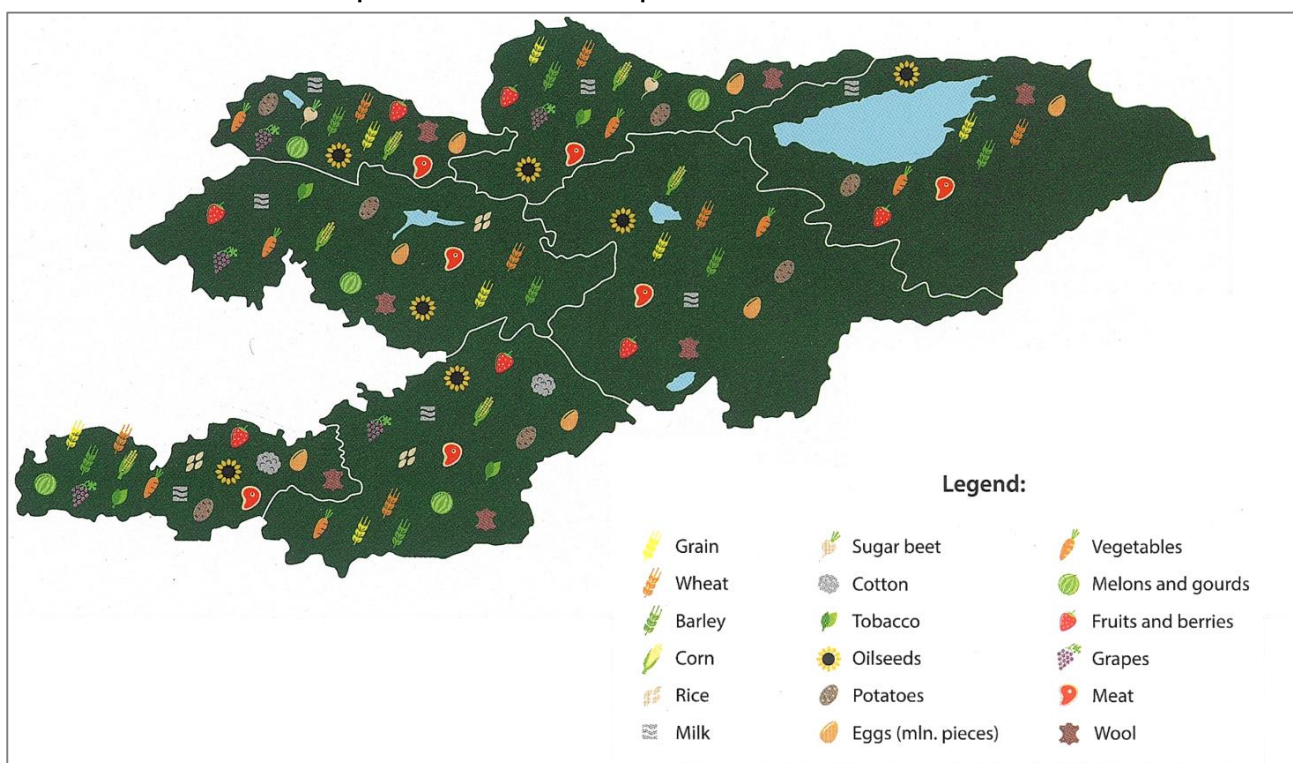 Legend:
Grain
Wheat
Barley
Corn
Rice
Milk
Sugar beet
Cotton
Tobacco
Oilseeds
Potatoes
Eggs (mln. pieces)
Vegetables
Melons and gourds
Fruits and berries
Grapes
Meat
Wool